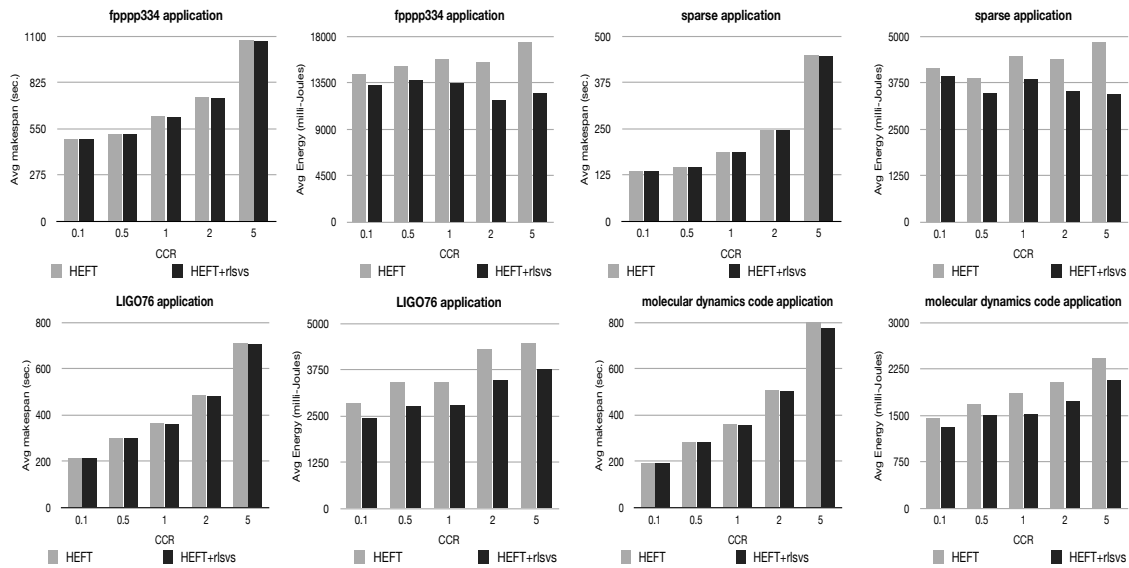 fpppp334 application
Avg makespan (sec.)
1100
825
550
275
0
0.1 0.5 1 2 5
CCR
HEFT HEFT+rlsvs
fpppp334 application
Avg Energy (milli-Joules)
18000
13500
9000
4500
0
0.1 0.5 1 2 5
CCR
HEFT HEFT+rlsvs
sparse application
Avg makespan (sec.)
500
375
250
125
0
0.1 0.5 1 2 5
CCR
HEFT HEFT+rlsvs
sparse application
Avg Energy (milli-Joules)
5000
3750
2500
1250
0
0.1 0.5 1 2 5
CCR
HEFT HEFT+rlsvs
LIGO76 application
Avg makespan (sec.)
800
600
400
200
0
0.1 0.5 1 2 5
CCR
HEFT HEFT+rlsvs
LIGO76 application
Avg Energy (milli-Joules)
5000
3750
2500
1250
0
0.1 0.5 1 2 5
CCR
HEFT HEFT+rlsvs
molecular dynamics code application
Avg makespan (sec.)
800
600
400
200
0
0.1 0.5 1 2 5
CCR
HEFT HEFT+rlsvs
molecular dynamics code application
Avg Energy (milli-Joules)
3000
2250
1500
750
0
0.1 0.5 1 2 5
CCR
HEFT HEFT+rlsvs